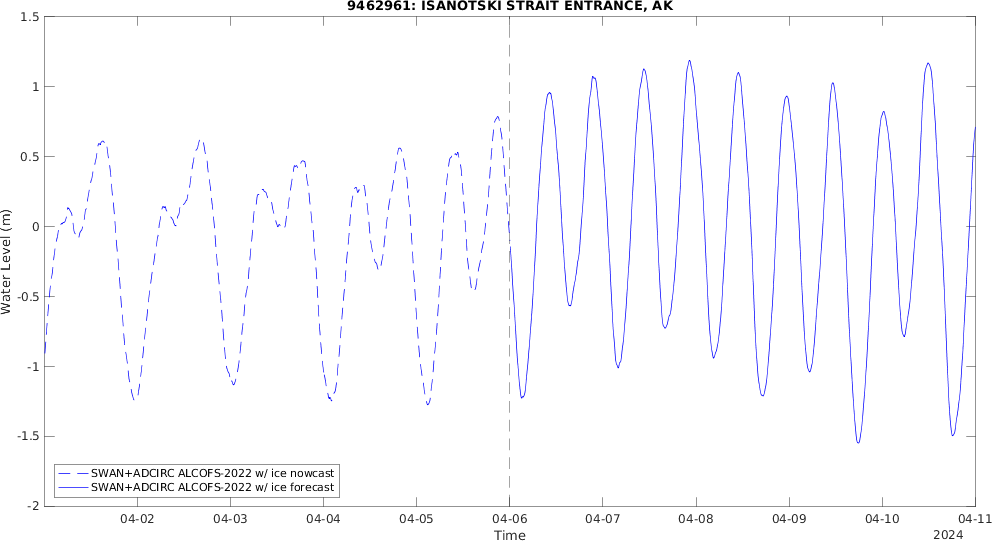 9462961: ISANOTSKI STRAIT ENTRANCE, AK
1.5
1
0.5
0
-0.5
-1
-1.5
-2
Water Level (m)
SWAN+ADCIRC ALCOFS-2022 w/ ice nowcast
SWAN+ADCIRC ALCOFS-2022 w/ ice forecast
04-02 04-03 04-04 04-05 04-06 04-07 04-08 04-09 04-10 04-11
Time
2024